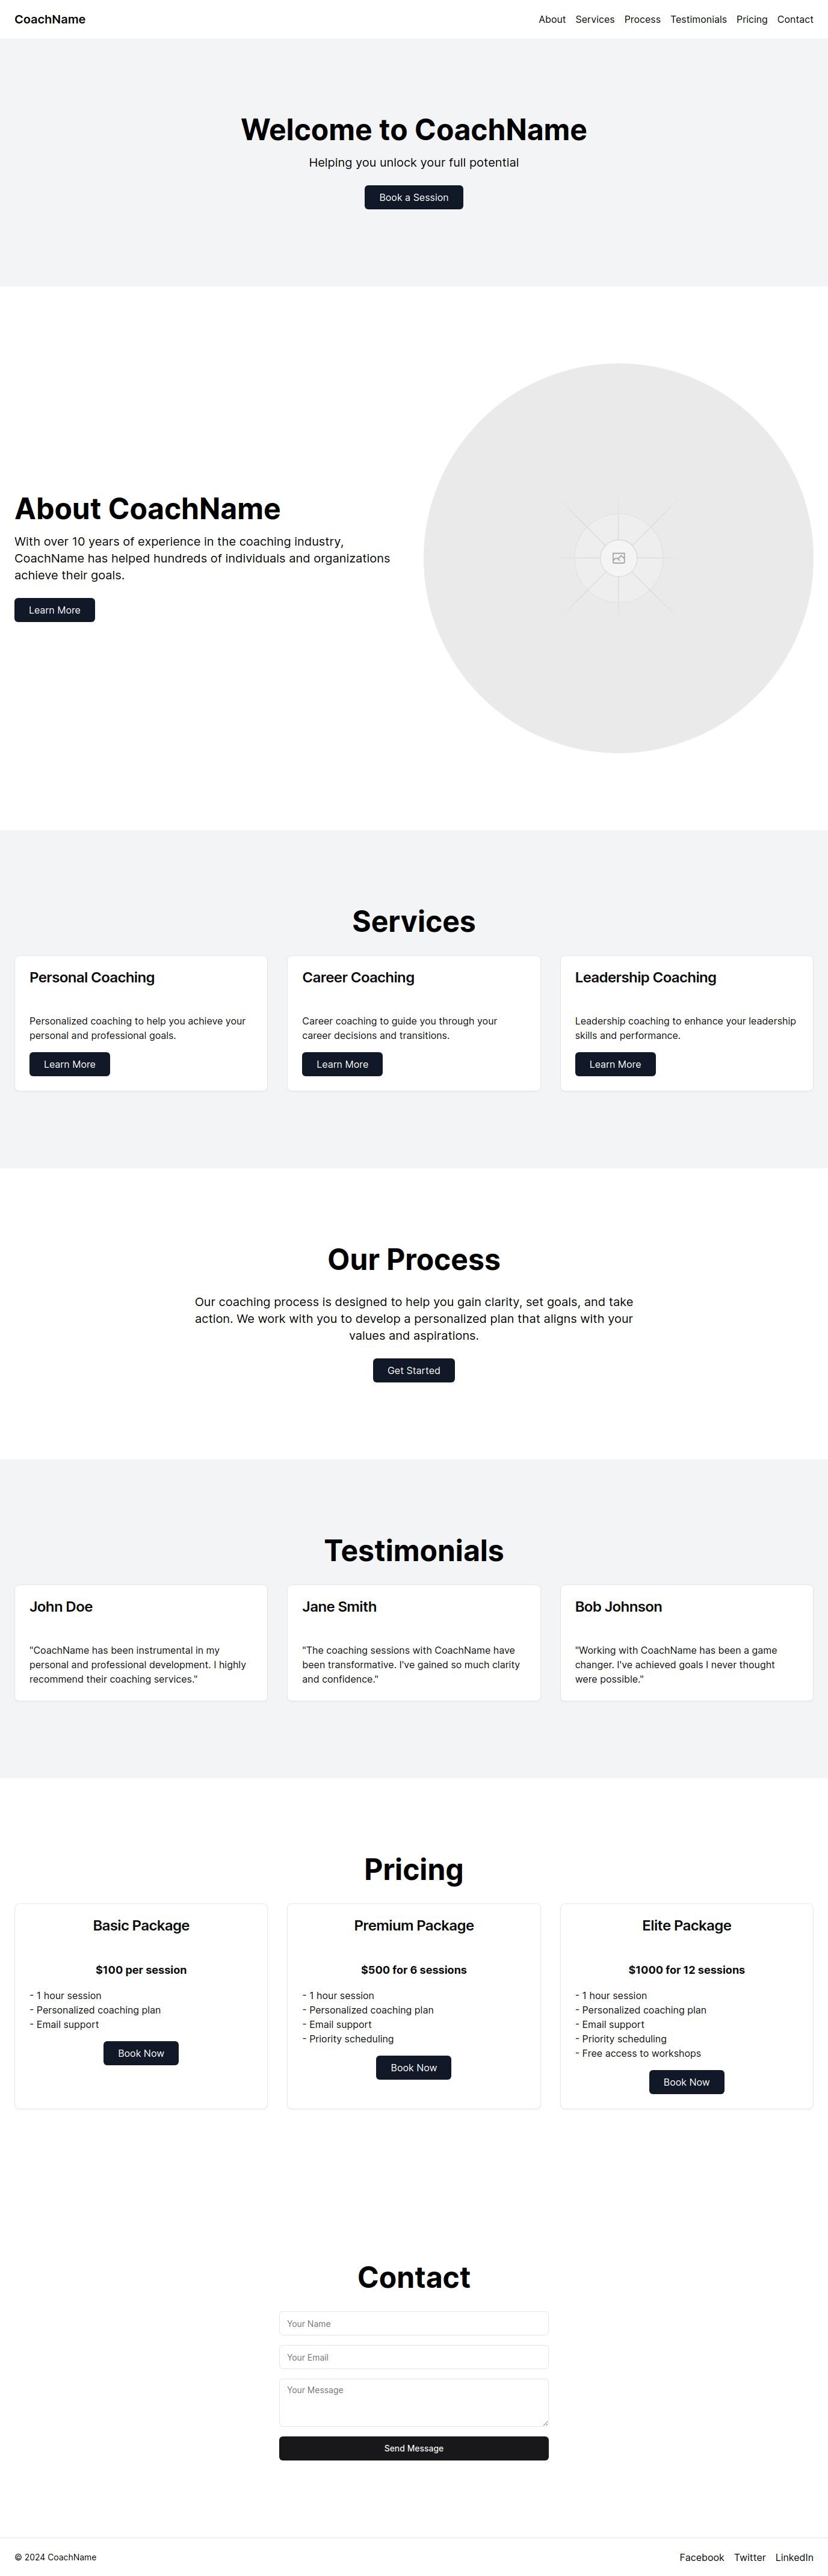 CoachName
About Services Process Testimonials Pricing Contact
Welcome to CoachName
Helping you unlock your full potential
Book a Session
About CoachName
With over 10 years of experience in the coaching industry,
CoachName has helped hundreds of individuals and organizations
achieve their goals.
Learn More
Services
Personal Coaching
Personalized coaching to help you achieve your
personal and professional goals.
Learn More
Career Coaching
Career coaching to guide you through your
career decisions and transitions.
Learn More
Leadership Coaching
Leadership coaching to enhance your leadership
skills and performance.
Learn More
Our Process
Our coaching process is designed to help you gain clarity, set goals, and take
action. We work with you to develop a personalized plan that aligns with your
values and aspirations.
Get Started
Testimonials
John Doe
"CoachName has been instrumental in my
personal and professional development. I highly
recommend their coaching services."
Jane Smith
"The coaching sessions with CoachName have
been transformative. I've gained so much clarity
and confidence."
Bob Johnson
"Working with CoachName has been a game
changer. I've achieved goals I never thought
were possible."
Pricing
Basic Package
$100 per session
- 1 hour session
- Personalized coaching plan
- Email support
Book Now
Premium Package
$500 for 6 sessions
- 1 hour session
- Personalized coaching plan
- Email support
- Priority scheduling
Book Now
Elite Package
$1000 for 12 sessions
- 1 hour session
- Personalized coaching plan
- Email support
- Priority scheduling
- Free access to workshops
Book Now
Contact
Your Name
Your Email
Your Message
Send Message
© 2024 CoachName
Facebook Twitter LinkedIn